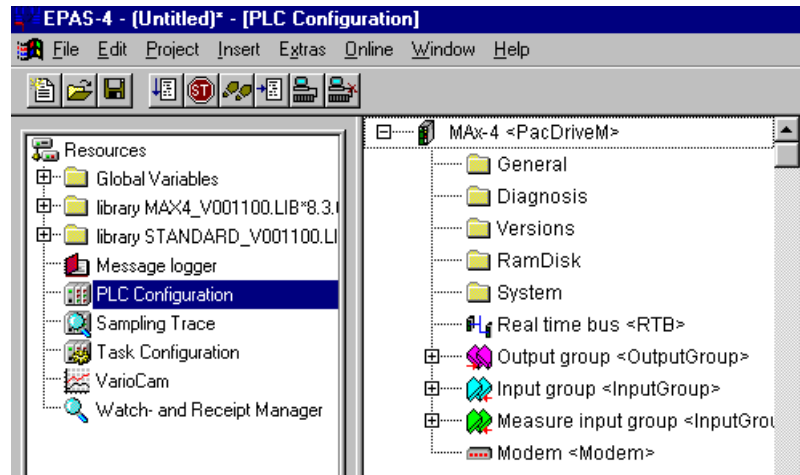 EPAS-4 - (Untitled)* - [PLC Configuration]
File Edit Project Insert Extras Online Window Help
ST
Resources
Global Variables
library MAX4_V001100.LIB*8.3.
library STANDARD_V001100.LI
Message logger
PLC Configuration
Sampling Trace
Task Configuration
VarioCam
Watch- and Receipt Manager
MAx-4 <PacDriveM>
General
Diagnosis
Versions
RamDisk
System
Real time bus <RTB>
Output group <OutputGroup>
Input group <InputGroup>
Measure input group <InputGrou
Modem <Modem>